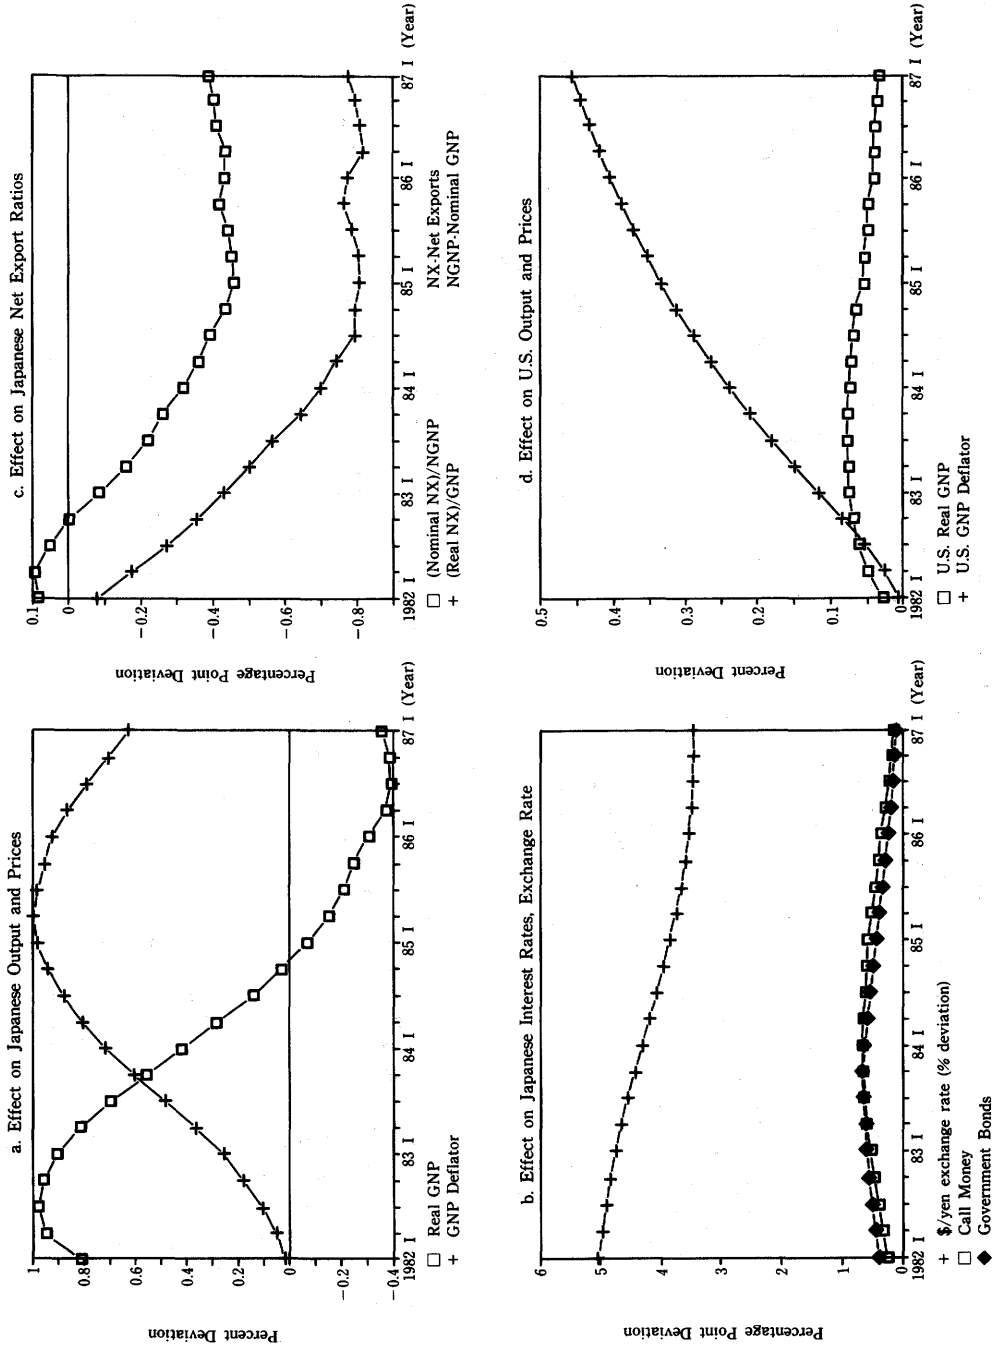 a. Effect on Japanese Output and Prices
Percent Deviation
1
0.8
0.6
0.4
0.2
0
−0.2
−0.4
1982 I
83 I
84 I
85 I
86 I
87 I (Year)
□ Real GNP
+ GNP Deflator
b. Effect on Japanese Interest Rates, Exchange Rate
Percentage Point Deviation
6
5
4
3
2
1
0
1982 I
83 I
84 I
85 I
86 I
87 I (Year)
+ $/yen exchange rate (% deviation)
□ Call Money
◆ Government Bonds
c. Effect on Japanese Net Export Ratios
Percentage Point Deviation
0.1
0
−0.2
−0.4
−0.6
−0.8
1982 I
83 I
84 I
85 I
86 I
87 I (Year)
□ (Nominal NX)/NGNP
+ (Real NX)/GNP
NX-Net Exports
NGNP-Nominal GNP
d. Effect on U.S. Output and Prices
Percent Deviation
0.5
0.4
0.3
0.2
0.1
0
1982 I
83 I
84 I
85 I
86 I
87 I (Year)
□ U.S. Real GNP
+ U.S. GNP Deflator